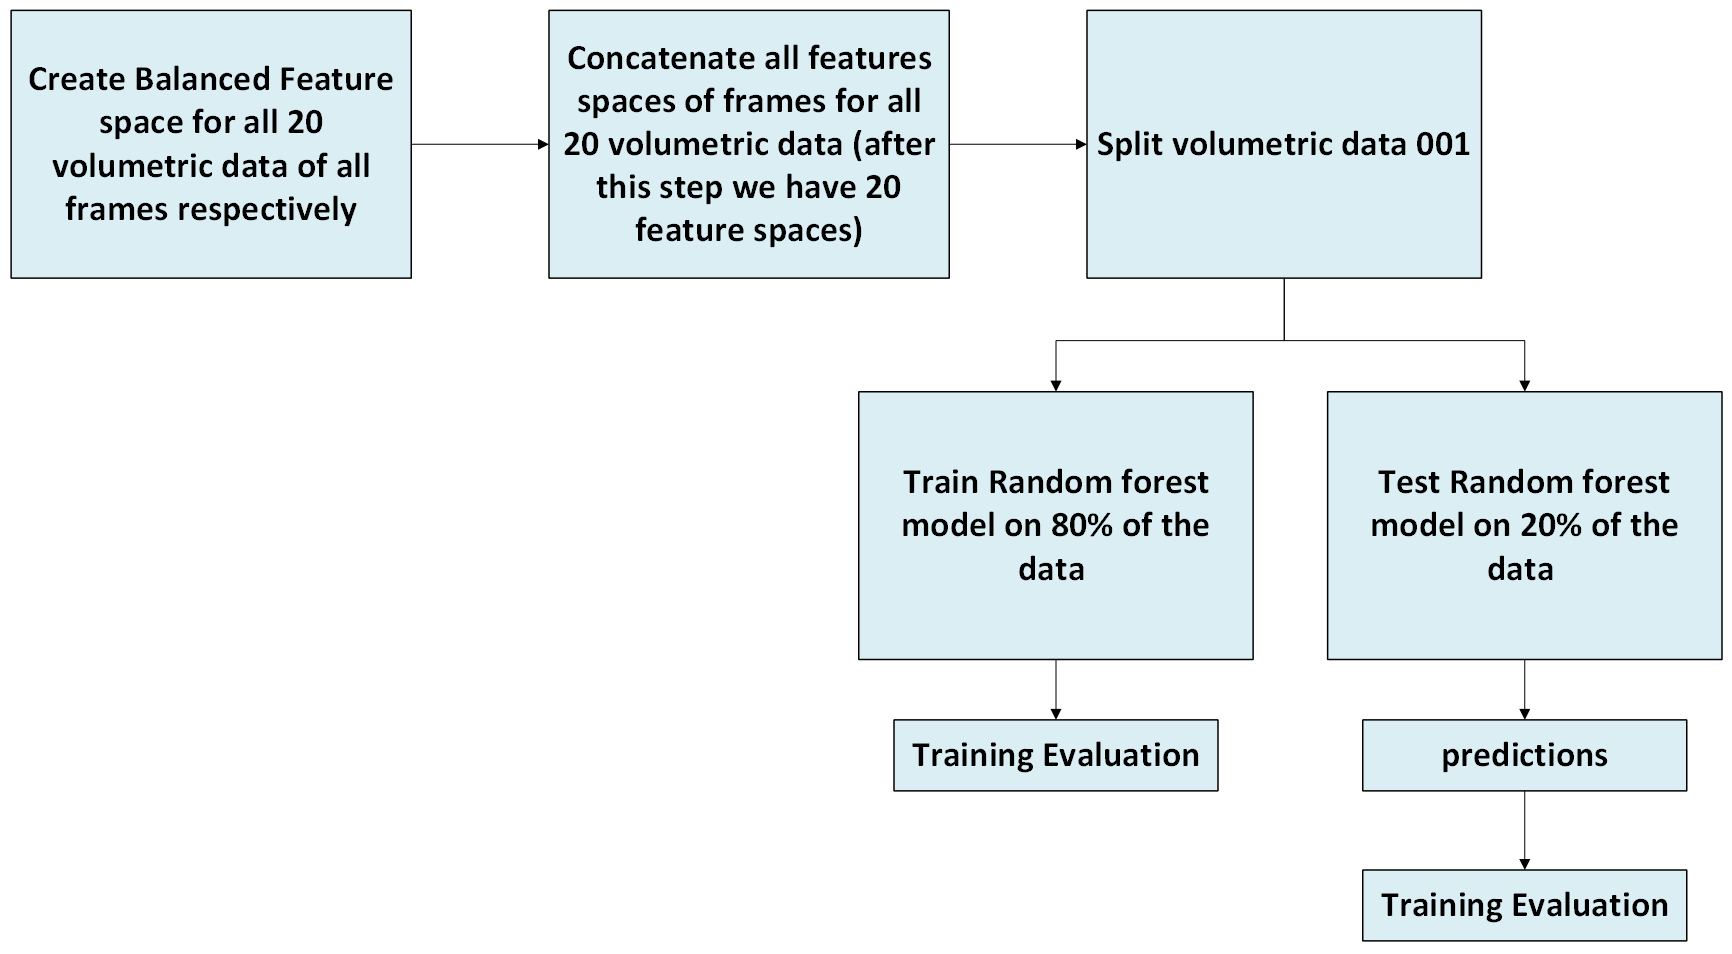 Create Balanced Feature
space for all 20
volumetric data of all
frames respectively
Concatenate all features
spaces of frames for all
20 volumetric data (after
this step we have 20
feature spaces)
Split volumetric data 001
Train Random forest
model on 80% of the
data
Test Random forest
model on 20% of the
data
Training Evaluation
predictions
Training Evaluation